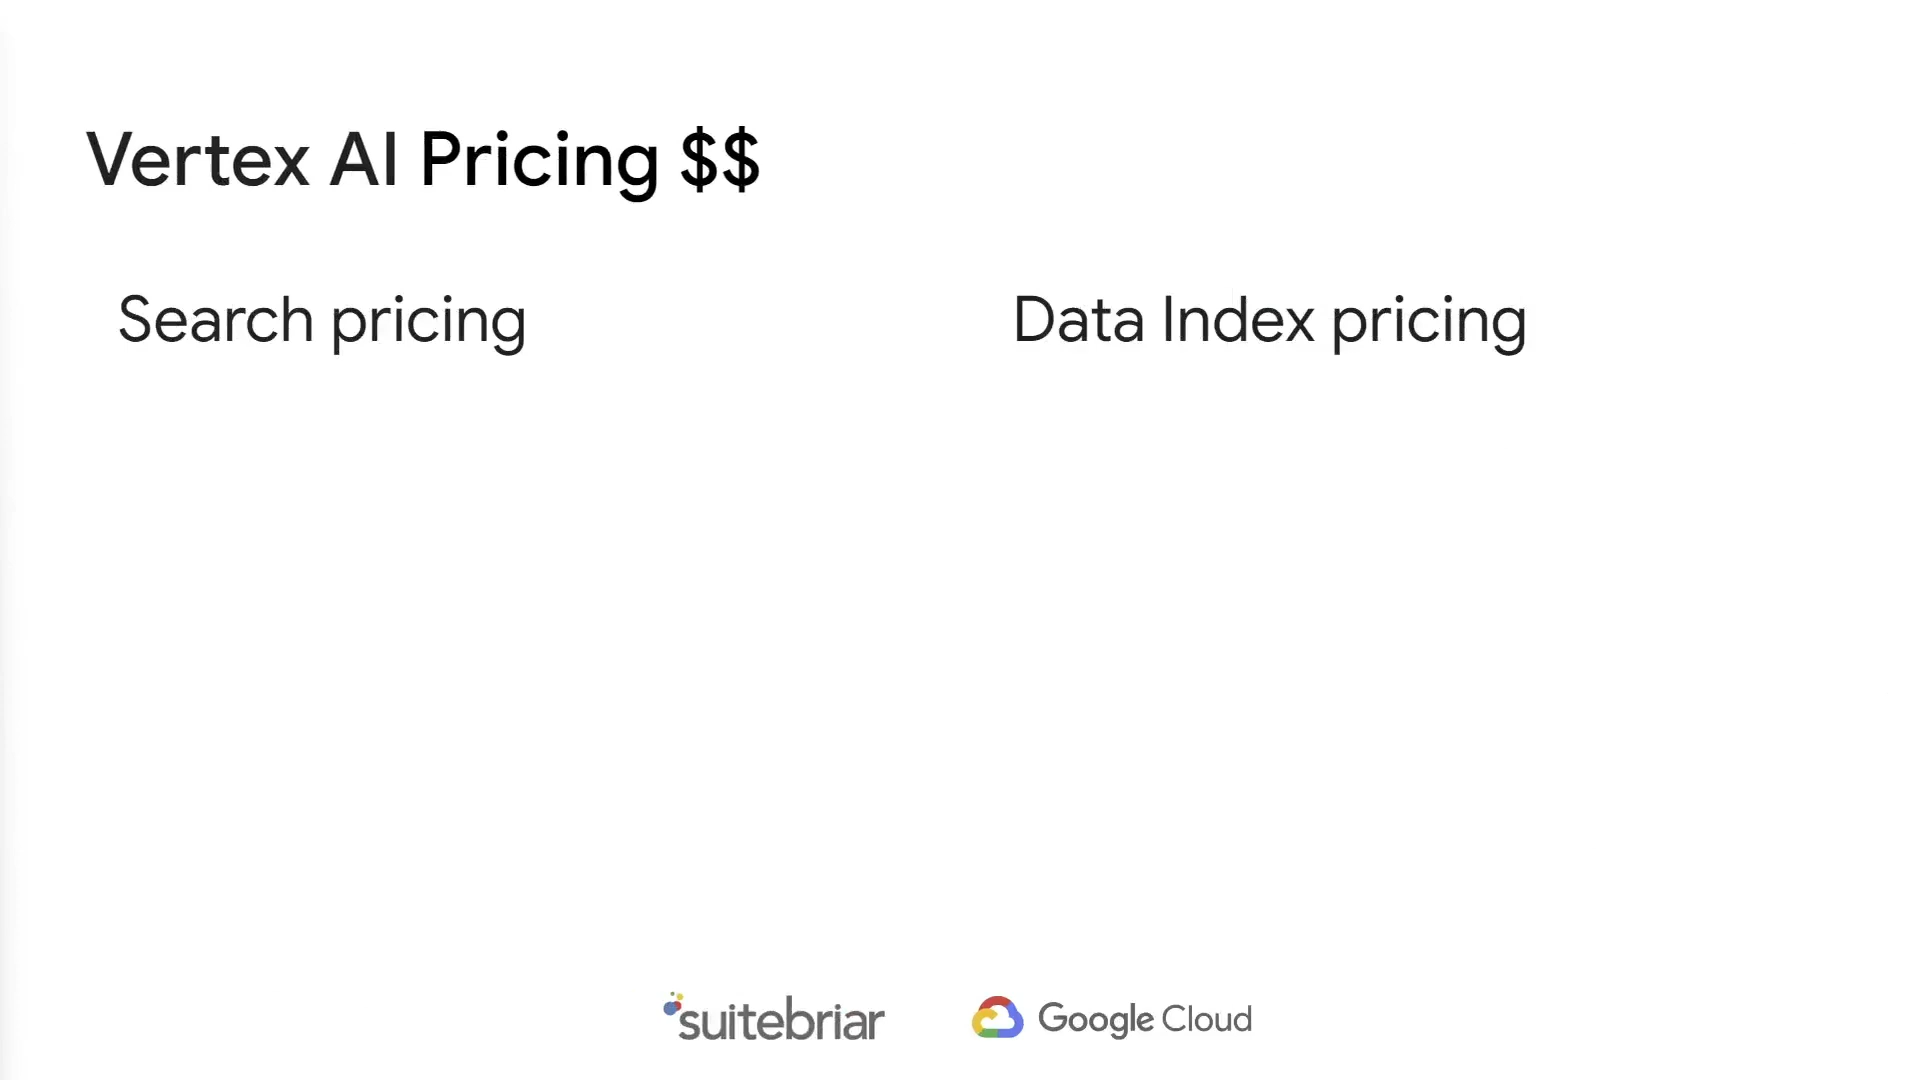 Vertex AI Pricing $$
Search pricing
Data Index pricing
suitebriar
Google Cloud